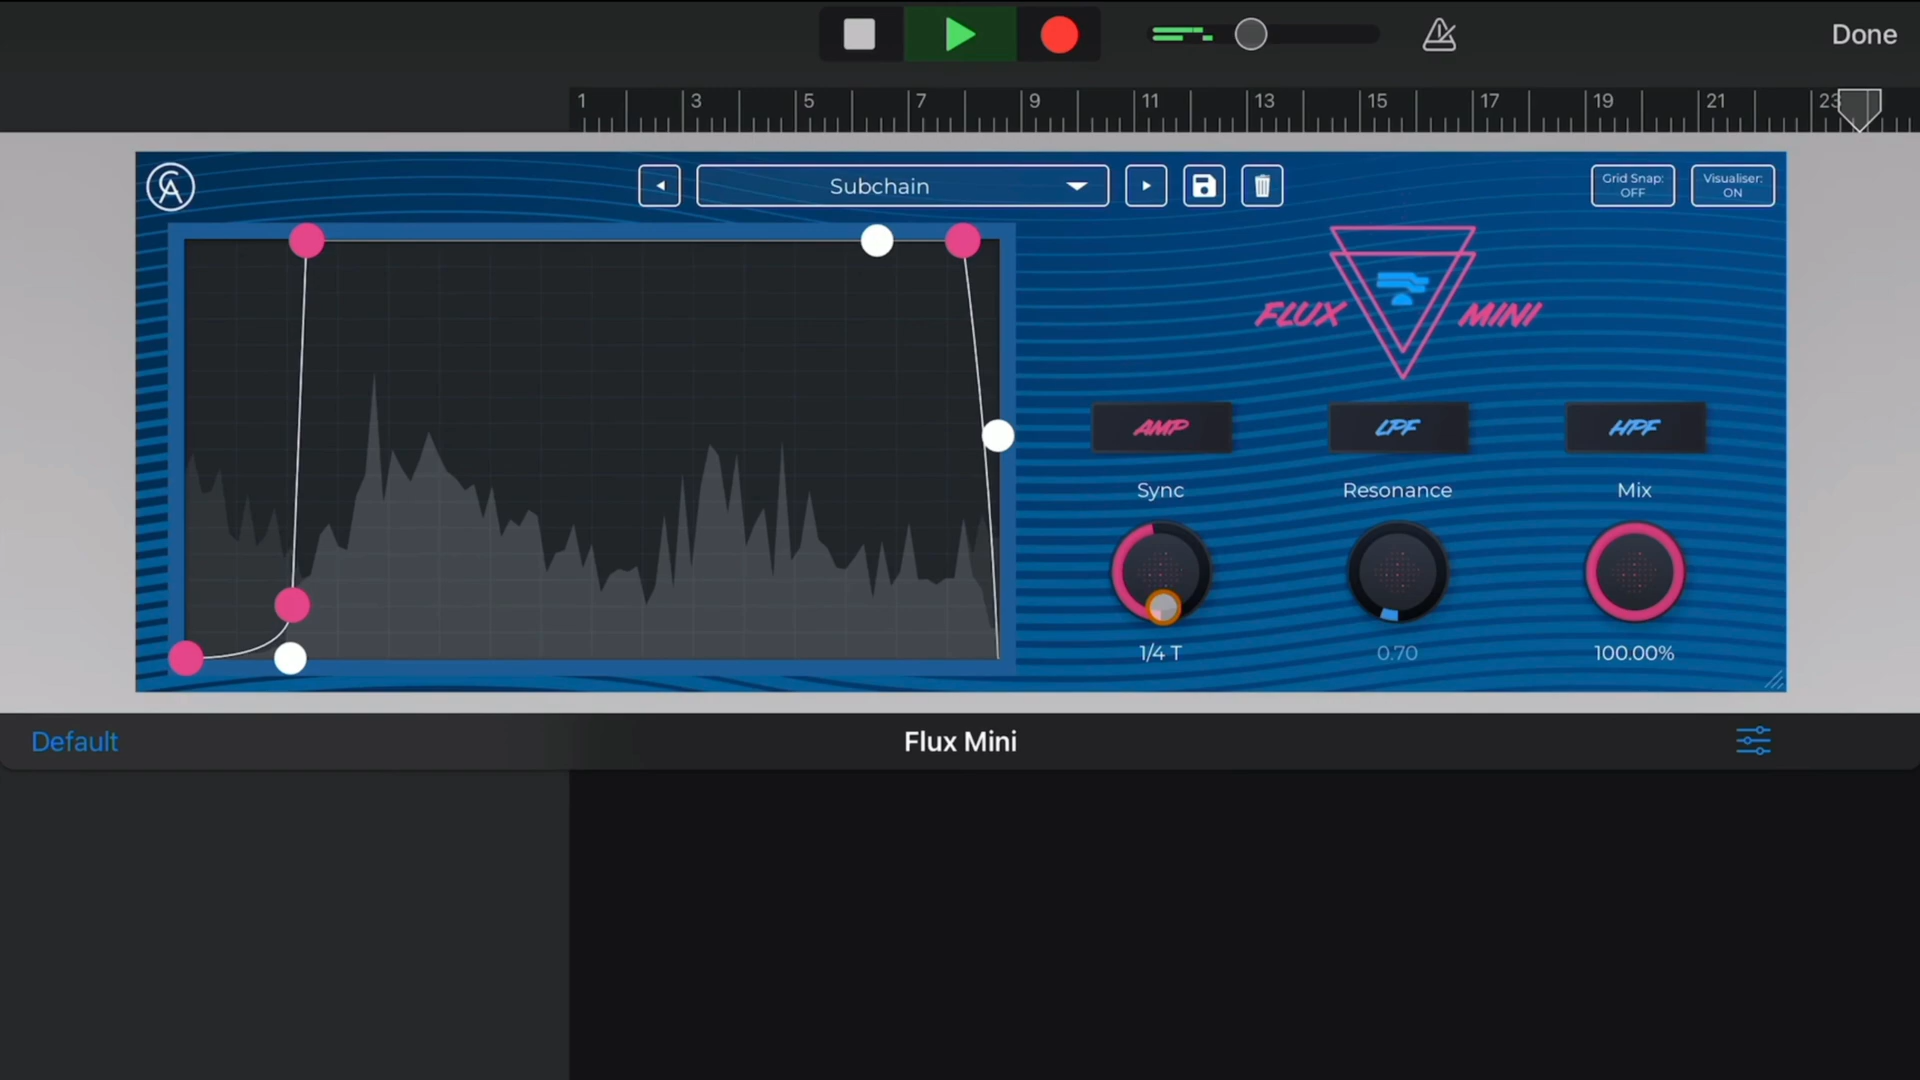 Done
1 3 5 7 9 11 13 15 17 19 21 23
Subchain
Grid Snap:
OFF
Visualiser:
ON
FLUX MINI
AMP LPF HPF
Sync Resonance Mix
1/4 T 0.70 100.00%
Default Flux Mini